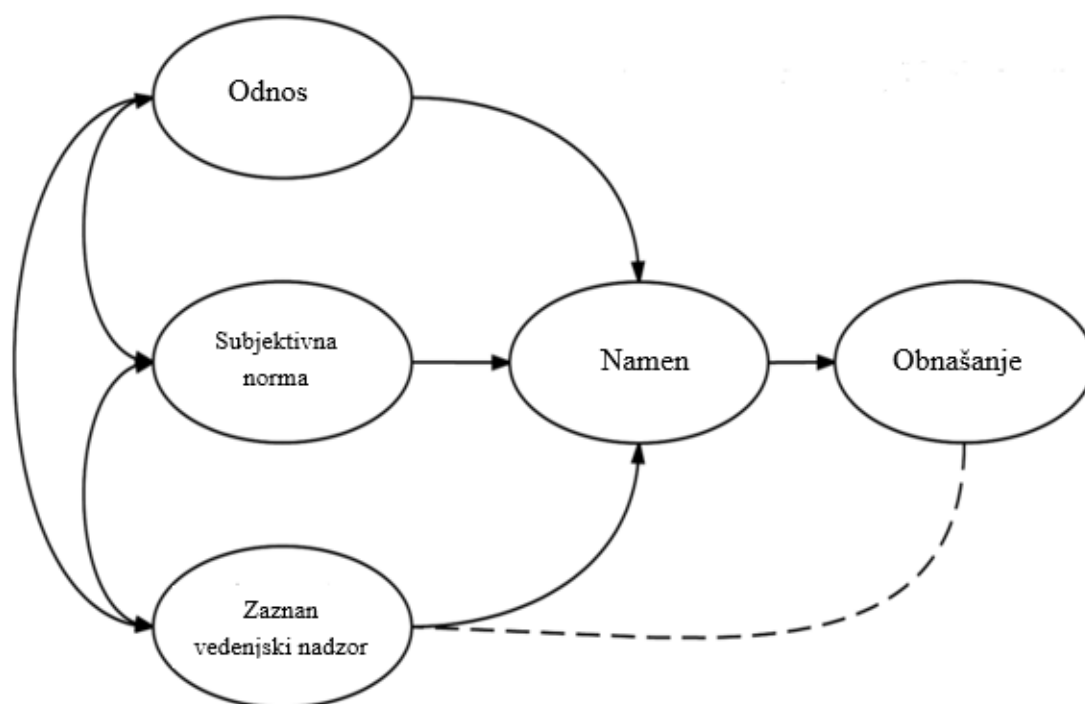 Odnos
Subjektivna
norma
Namen
Obnašanje
Zaznan
vedenjski nadzor